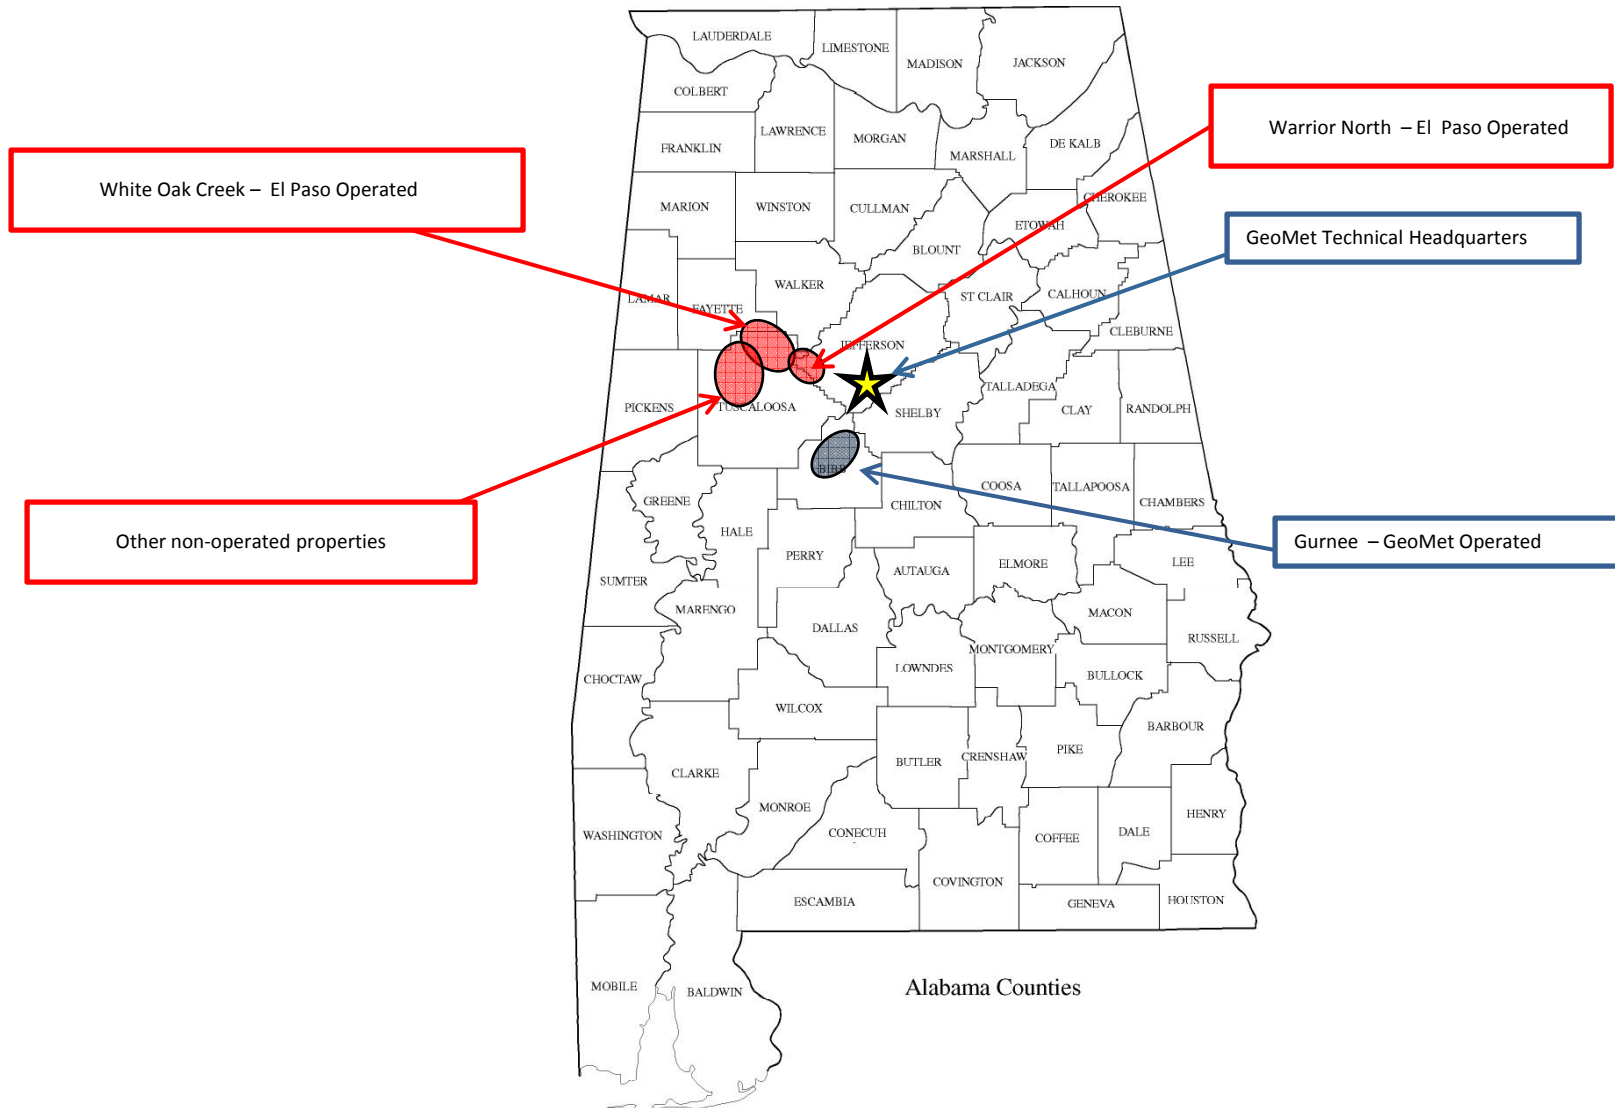 LAUDERDALE
LIMESTONE
MADISON
JACKSON
COLBERT
LAWRENCE
MORGAN
FRANKLIN
MARSHALL
DE KALB
Warrior North – El Paso Operated
White Oak Creek – El Paso Operated
MARION
WINSTON
CULLMAN
CHEROKEE
ETOWAH
BLOUNT
GeoMet Technical Headquarters
WALKER
ST CLAIR
CALHOUN
LAMAR
FAYETTE
CLEBURNE
JEFFERSON
TALLADEGA
PICKENS
TUSCALOOSA
SHELBY
CLAY
RANDOLPH
BIBB
COOSA
TALLAPOOSA
CHAMBERS
GREENE
CHILTON
HALE
Other non-operated properties
PERRY
Gurnee – GeoMet Operated
AUTAUGA
ELMORE
LEE
SUMTER
MARENGO
MACON
DALLAS
RUSSELL
MONTGOMERY
LOWNDES
BULLOCK
CHOCTAW
WILCOX
BARBOUR
PIKE
CRENSHAW
BUTLER
CLARKE
MONROE
HENRY
WASHINGTON
CONECUH
COFFEE
DALE
COVINGTON
ESCAMBIA
GENEVA
HOUSTON
MOBILE
BALDWIN
Alabama Counties